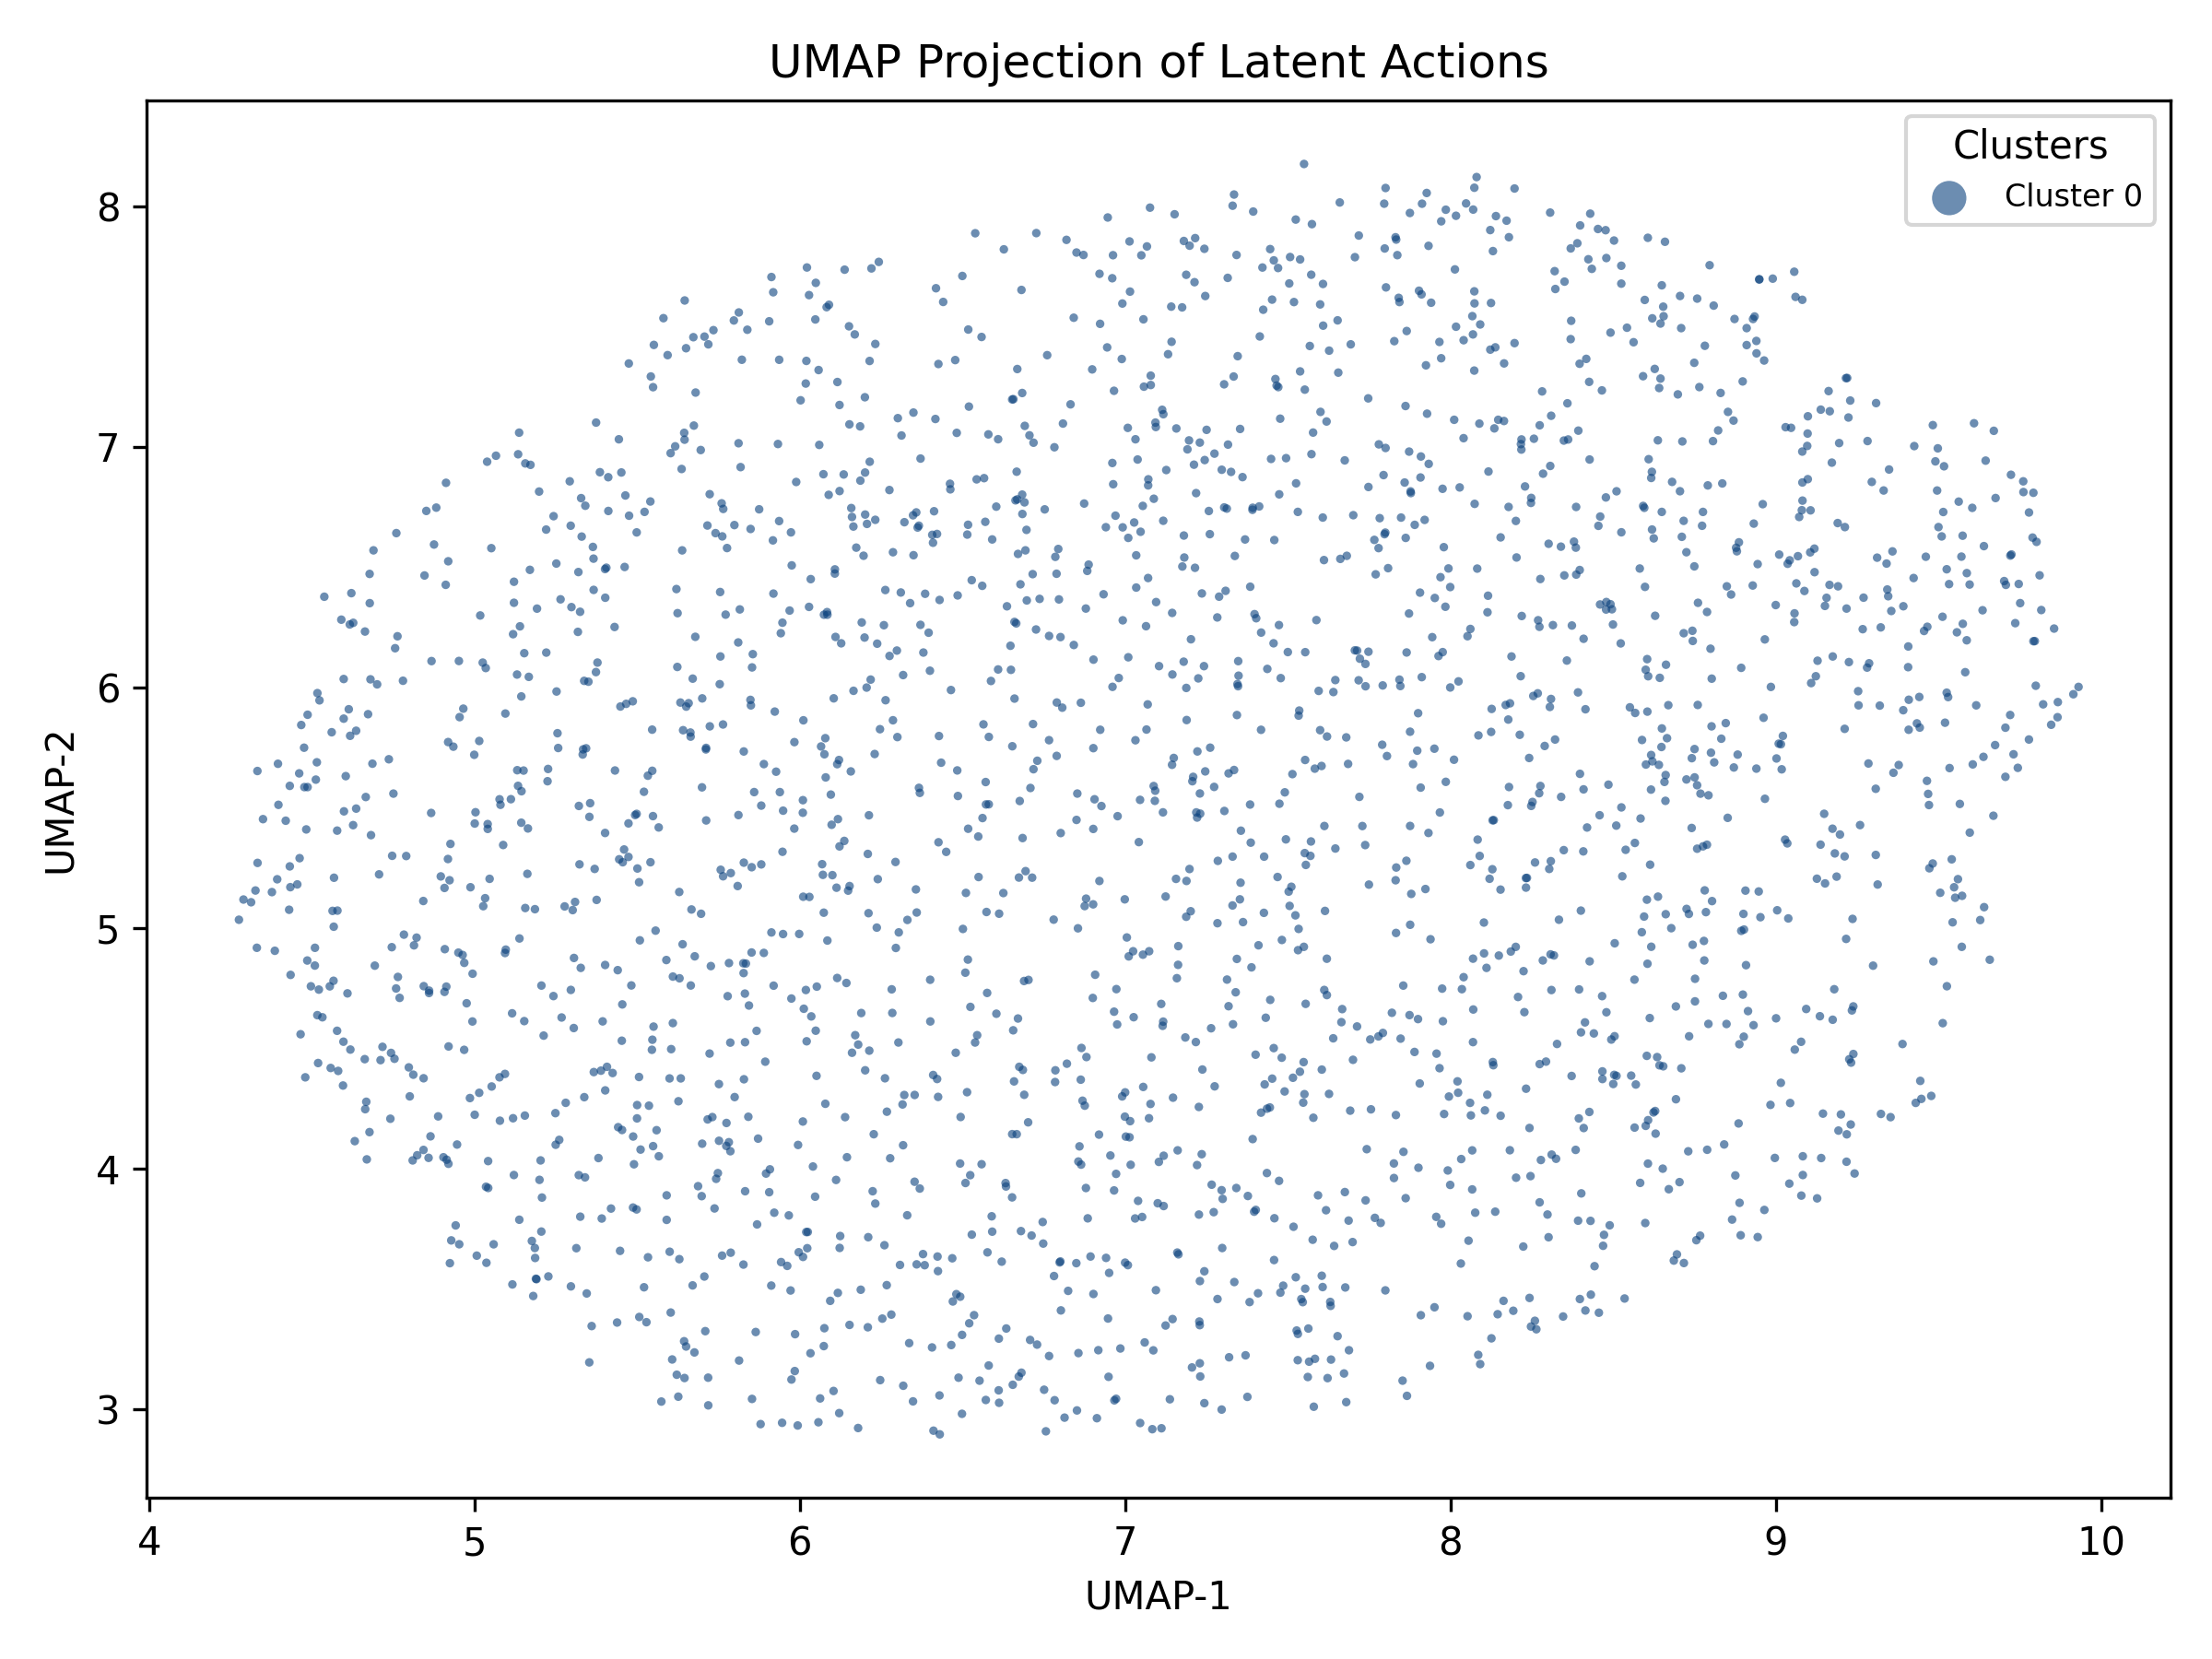 UMAP Projection of Latent Actions
Clusters
Cluster 0
UMAP-2
8
7
6
5
4
3
4 5 6 7 8 9 10
UMAP-1